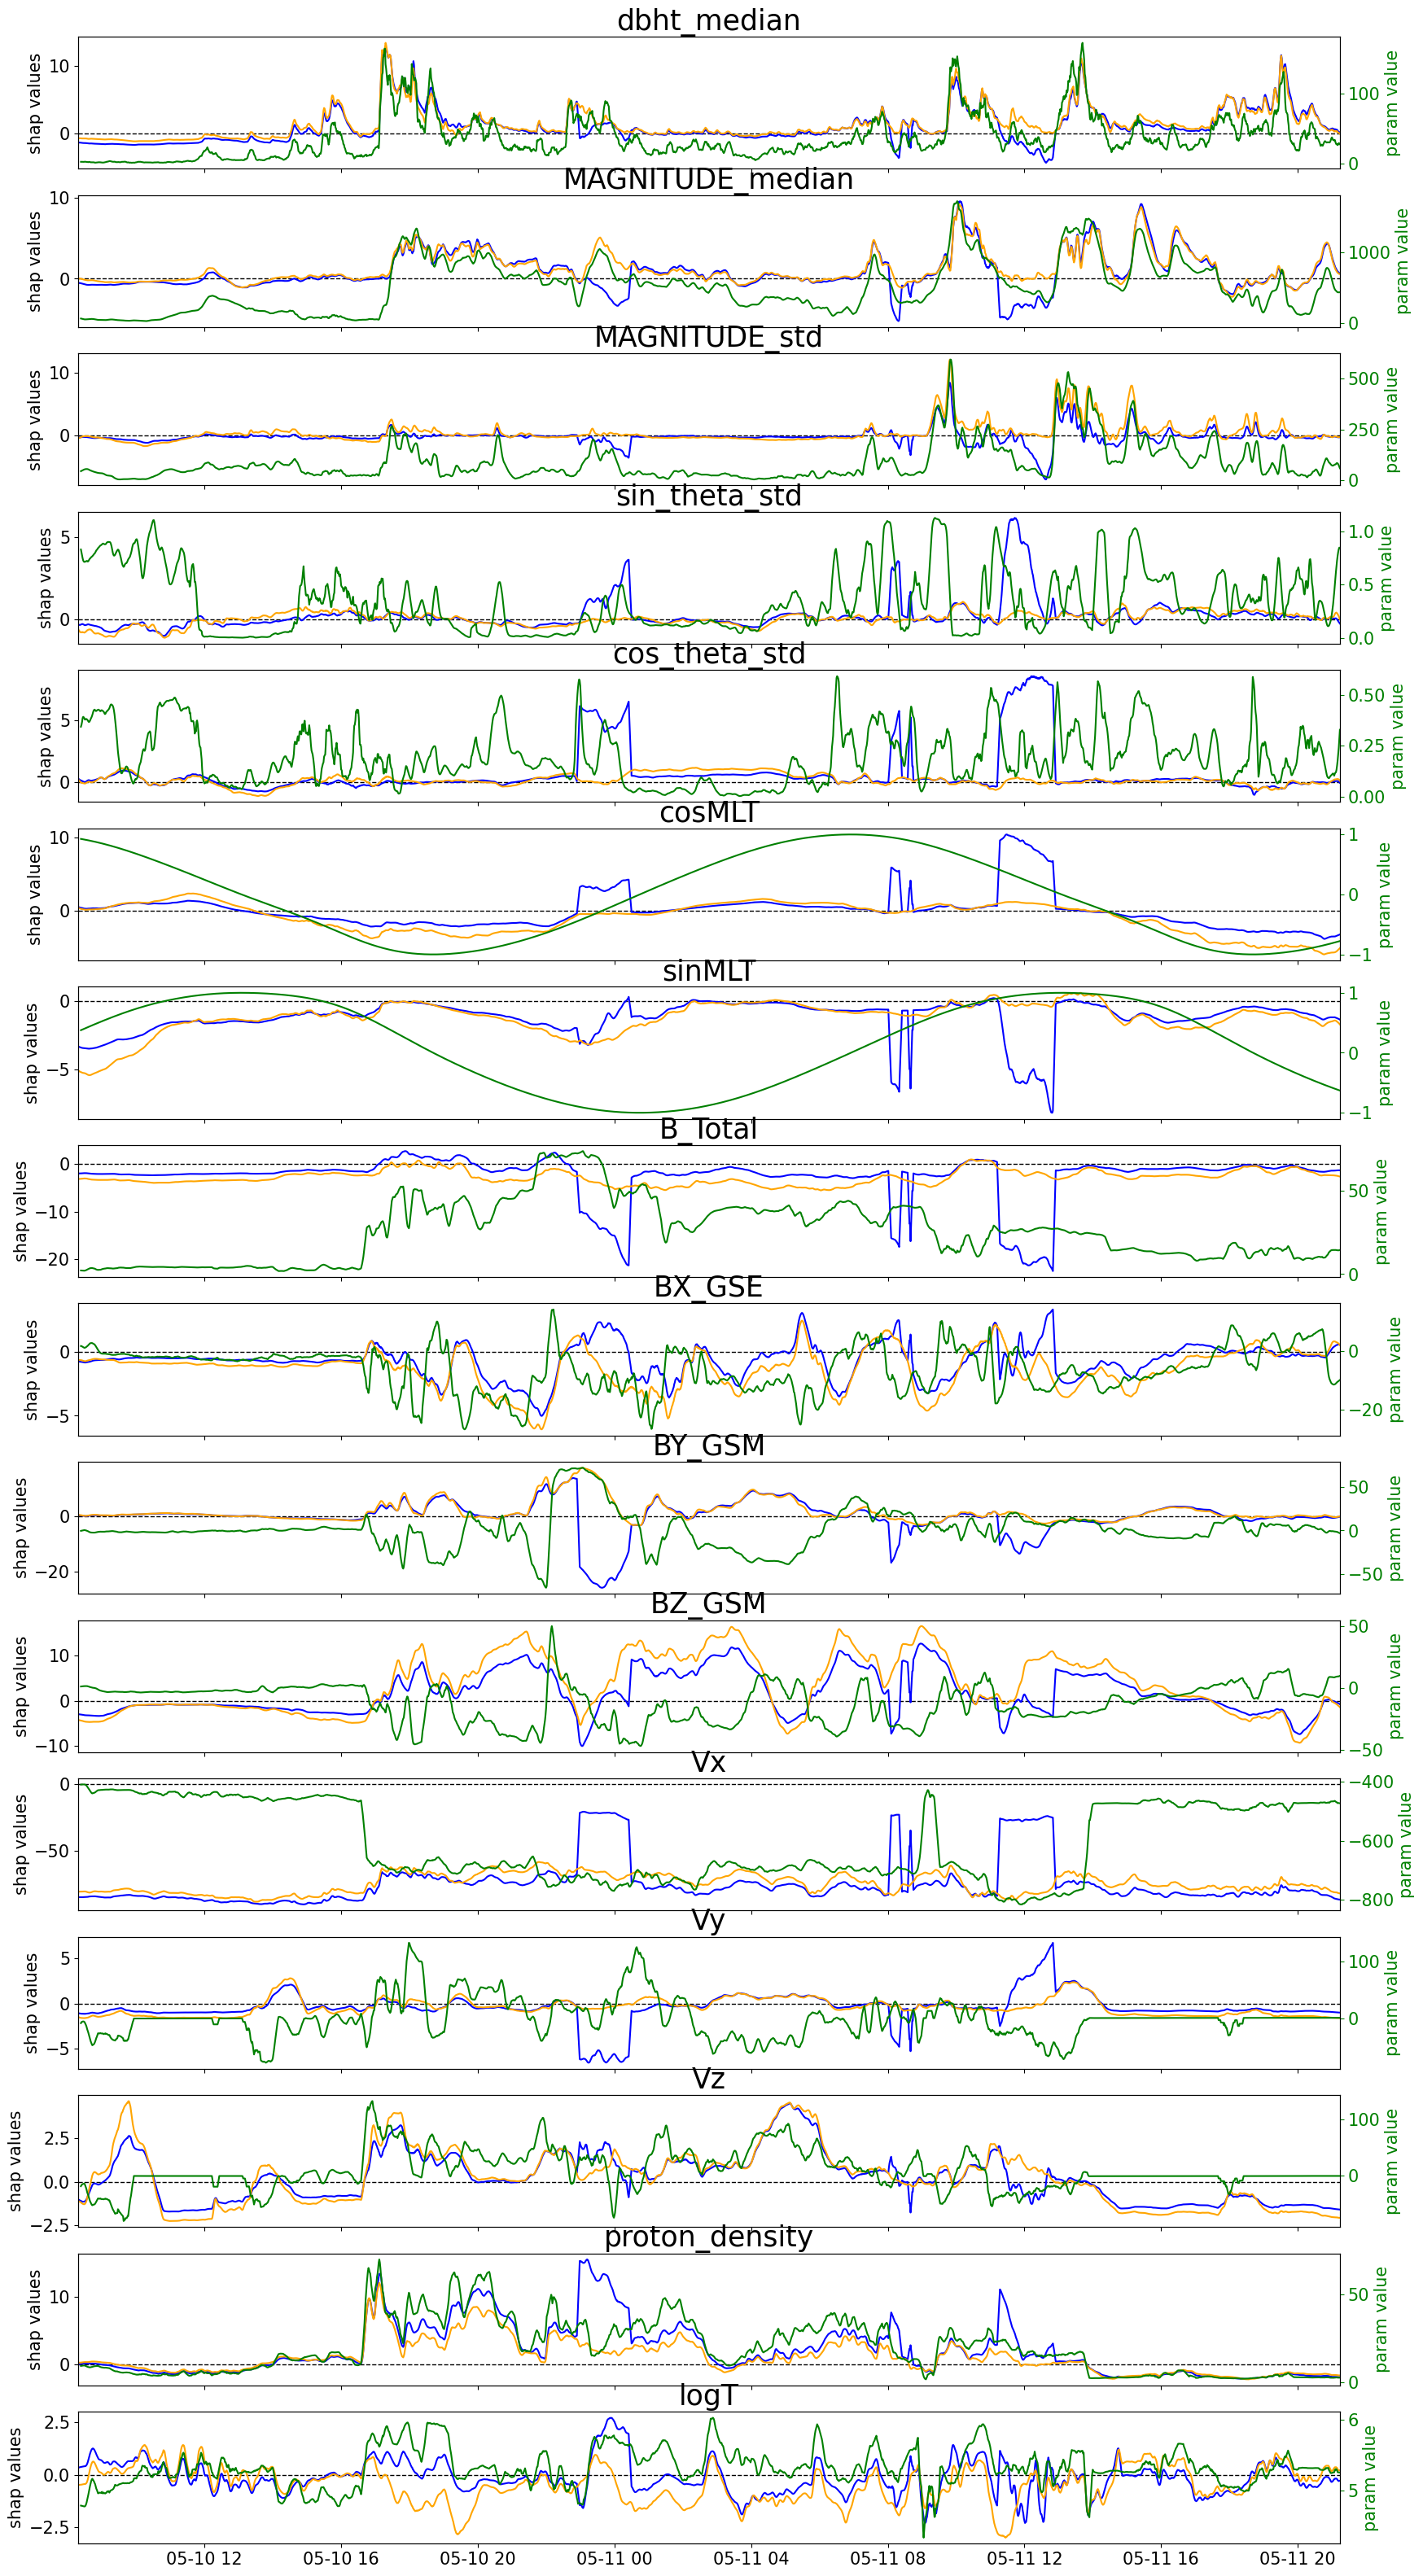 dbht_median
shap values
10
0
100
0
param value
MAGNITUDE_median
shap values
10
0
1000
0
param value
MAGNITUDE_std
shap values
10
0
500
250
0
param value
sin_theta_std
shap values
5
0
1.0
0.5
0.0
param value
cos_theta_std
shap values
5
0
0.50
0.25
0.00
param value
cosMLT
shap values
10
0
1
0
−1
param value
sinMLT
shap values
0
−5
1
0
−1
param value
B_Total
shap values
0
−10
−20
50
0
param value
BX_GSE
shap values
0
−5
0
−20
param value
BY_GSM
shap values
0
−20
50
0
−50
param value
BZ_GSM
shap values
10
0
−10
50
0
−50
param value
Vx
shap values
0
−50
−400
−600
−800
param value
Vy
shap values
5
0
−5
100
0
param value
Vz
shap values
2.5
0.0
−2.5
100
0
param value
proton_density
shap values
10
0
50
0
param value
logT
shap values
2.5
0.0
−2.5
6
5
param value
05-10 12 05-10 16 05-10 20 05-11 00 05-11 04 05-11 08 05-11 12 05-11 16 05-11 20